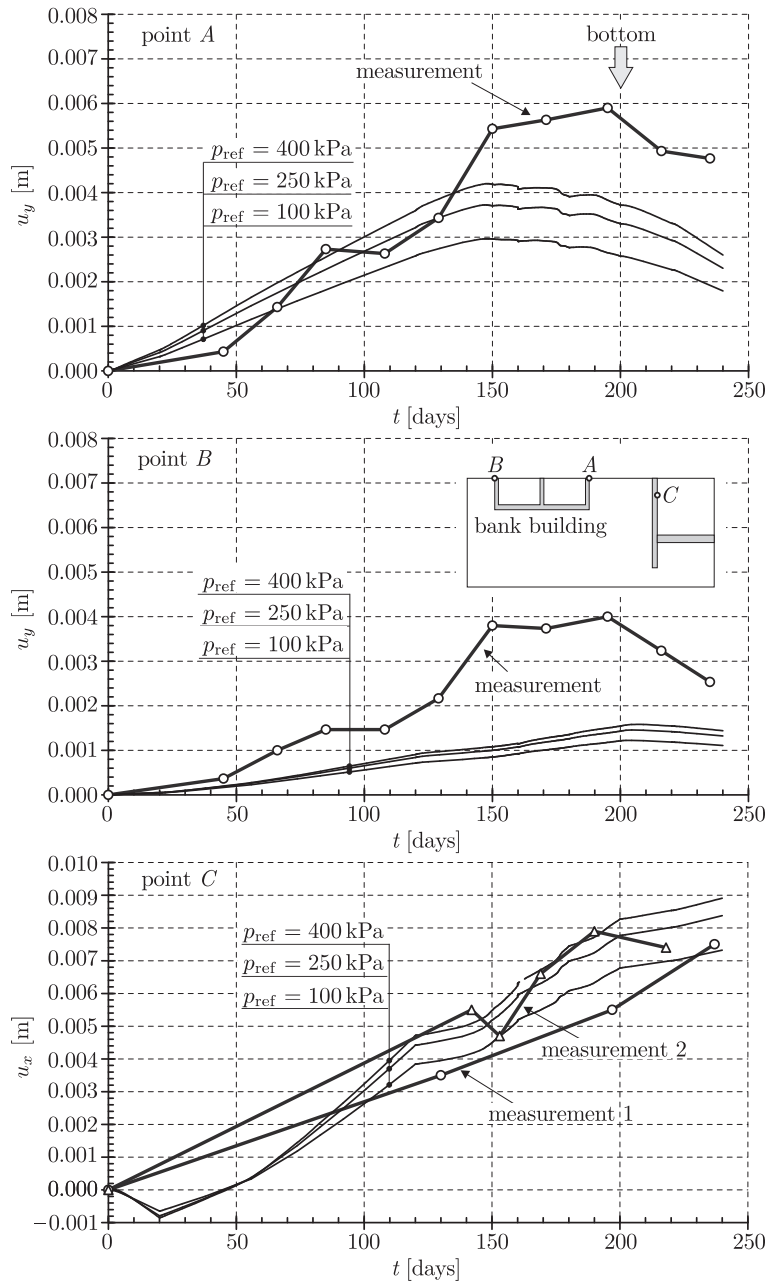 0.008
point A
bottom
0.007
measurement
0.006
0.005
p_ref = 400 kPa
0.004
p_ref = 250 kPa
p_ref = 100 kPa
u_y [m]
0.003
0.002
0.001
0.000
0 50 100 150 200 250
t [days]
0.008
point B
0.007
B A
C
0.006
bank building
0.005
p_ref = 400 kPa
p_ref = 250 kPa
0.004
p_ref = 100 kPa
u_y [m]
0.003
measurement
0.002
0.001
0.000
0 50 100 150 200 250
t [days]
0.010
point C
0.009
0.008
p_ref = 400 kPa
0.007
p_ref = 250 kPa
0.006
p_ref = 100 kPa
0.005
u_x [m]
0.004
measurement 2
0.003
0.002
measurement 1
0.001
0.000
−0.001
0 50 100 150 200 250
t [days]